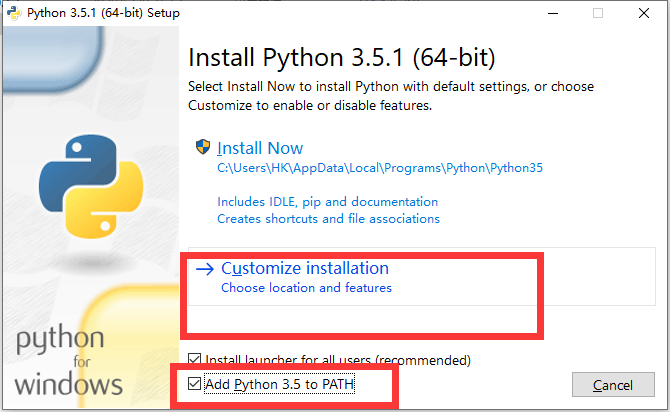 Python 3.5.1 (64-bit) Setup
Install Python 3.5.1 (64-bit)
Select Install Now to install Python with default settings, or choose
Customize to enable or disable features.
Install Now
C:\Users\HK\AppData\Local\Programs\Python\Python35
Includes IDLE, pip and documentation
Creates shortcuts and file associations
Customize installation
Choose location and features
Install launcher for all users (recommended)
Add Python 3.5 to PATH
Cancel
python
for
windows